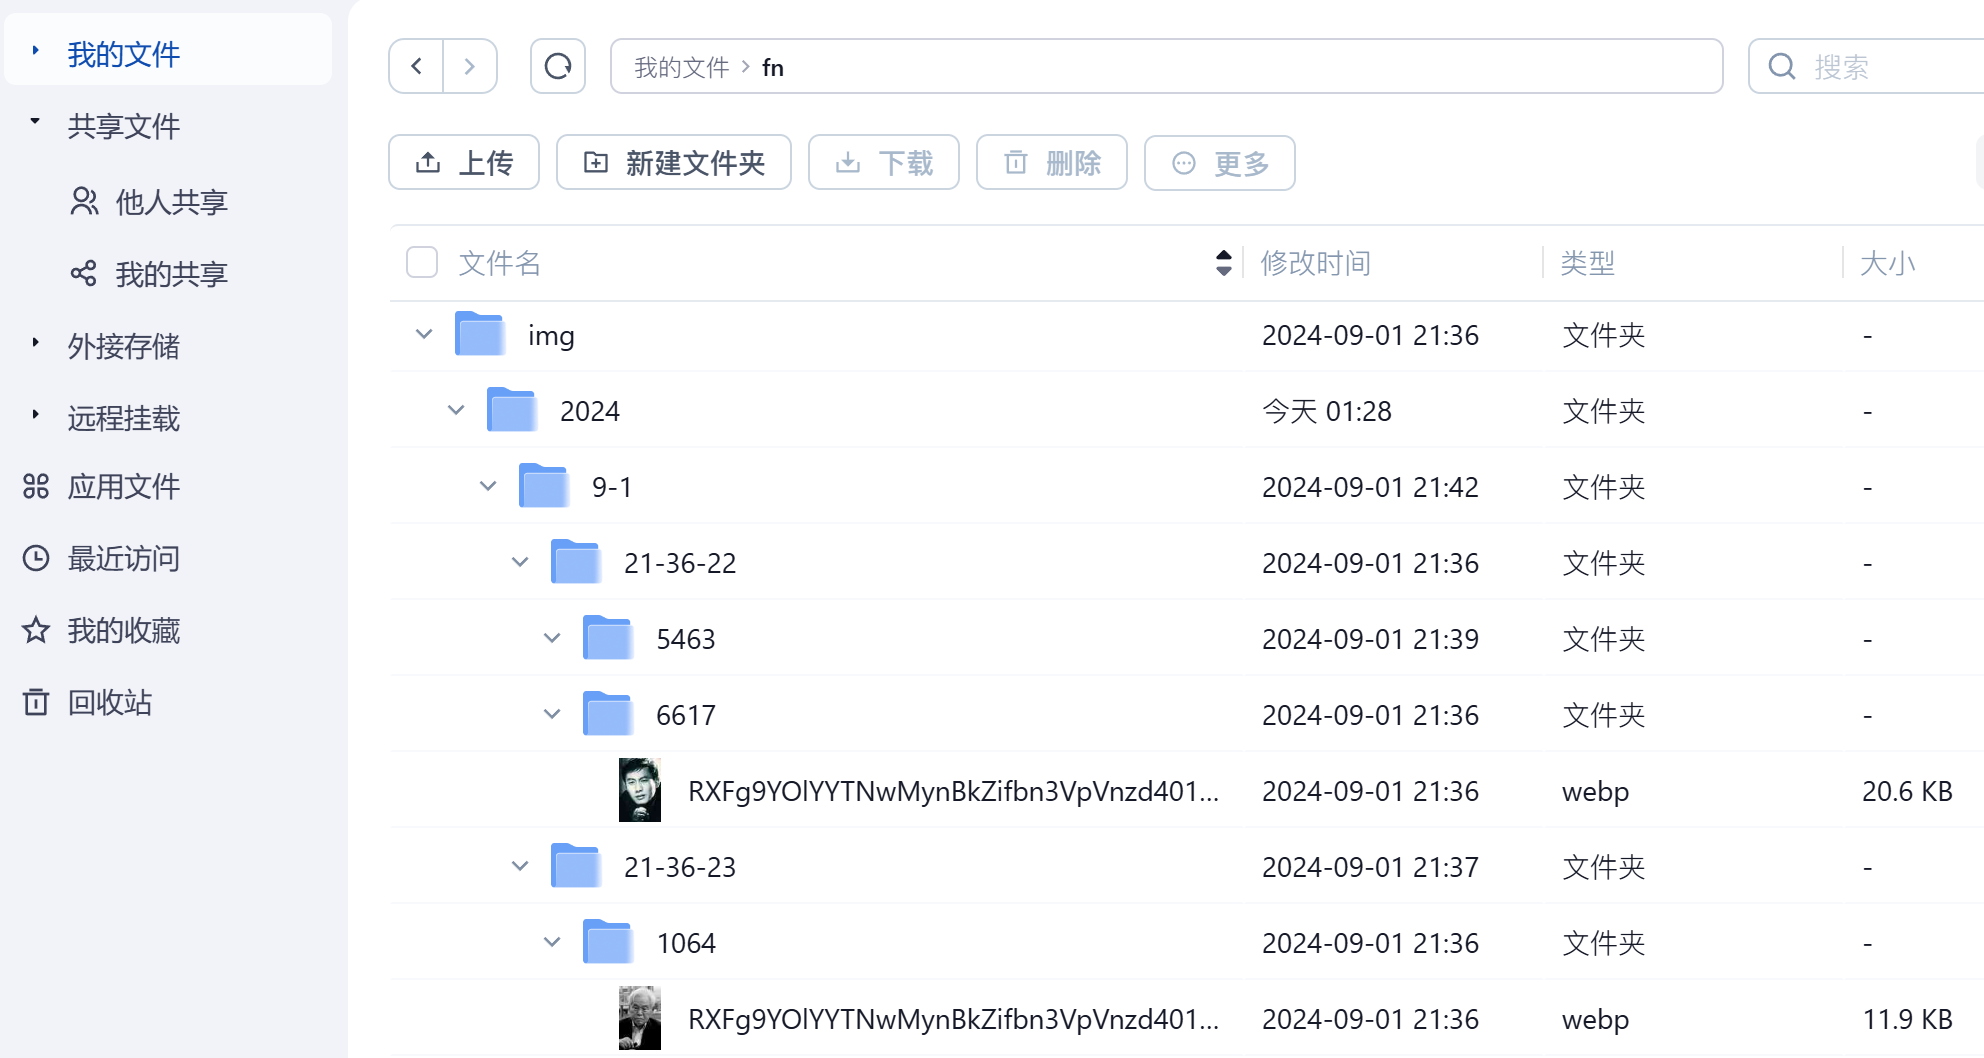 我的文件
共享文件
他人共享
我的共享
外接存储
远程挂载
应用文件
最近访问
我的收藏
回收站
我的文件 > fn
搜索
上传 新建文件夹 下载 删除 更多
文件名 修改时间 类型 大小
img 2024-09-01 21:36 文件夹 -
2024 今天 01:28 文件夹 -
9-1 2024-09-01 21:42 文件夹 -
21-36-22 2024-09-01 21:36 文件夹 -
5463 2024-09-01 21:39 文件夹 -
6617 2024-09-01 21:36 文件夹 -
RXFg9YOlYYTNwMynBkZifbn3VpVnzd401... 2024-09-01 21:36 webp 20.6 KB
21-36-23 2024-09-01 21:37 文件夹 -
1064 2024-09-01 21:36 文件夹 -
RXFg9YOlYYTNwMynBkZifbn3VpVnzd401... 2024-09-01 21:36 webp 11.9 KB